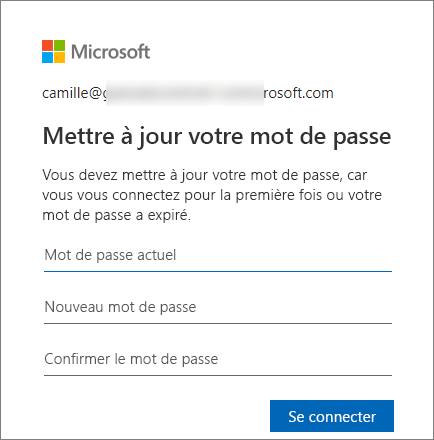 Microsoft
camille@ rosoft.com
Mettre à jour votre mot de passe
Vous devez mettre à jour votre mot de passe, car
vous vous connectez pour la première fois ou votre
mot de passe a expiré.
Mot de passe actuel
Nouveau mot de passe
Confirmer le mot de passe
Se connecter